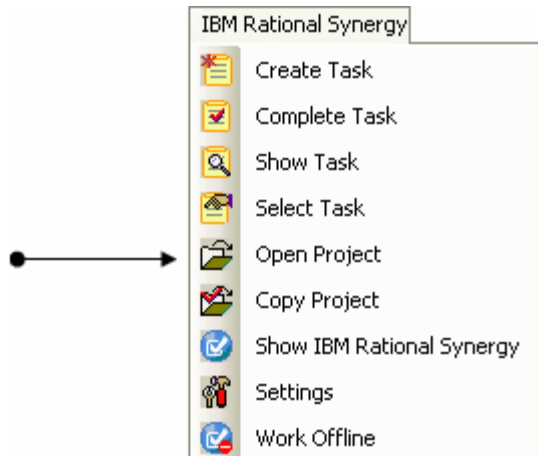 IBM Rational Synergy
Create Task
Complete Task
Show Task
Select Task
Open Project
Copy Project
Show IBM Rational Synergy
Settings
Work Offline